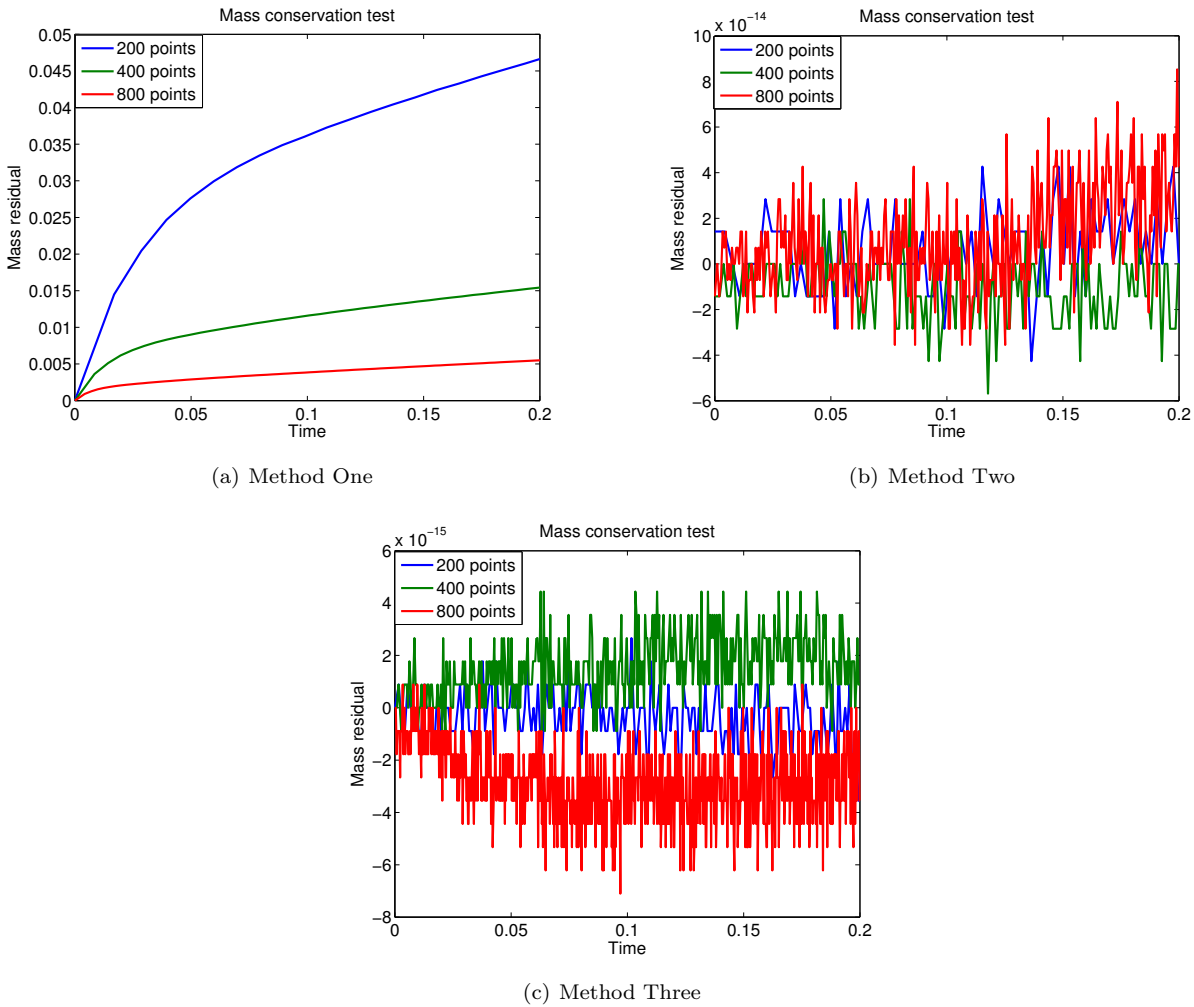 Mass conservation test
0.05
0.045
0.04
0.035
0.03
0.025
0.02
0.015
0.01
0.005
0
Mass residual
200 points
400 points
800 points
0 0.05 0.1 0.15 0.2
Time
(a) Method One
Mass conservation test
x 10^−14
10
8
6
4
2
0
−2
−4
−6
Mass residual
200 points
400 points
800 points
0 0.05 0.1 0.15 0.2
Time
(b) Method Two
Mass conservation test
x 10^−15
6
4
2
0
−2
−4
−6
−8
Mass residual
200 points
400 points
800 points
0 0.05 0.1 0.15 0.2
Time
(c) Method Three